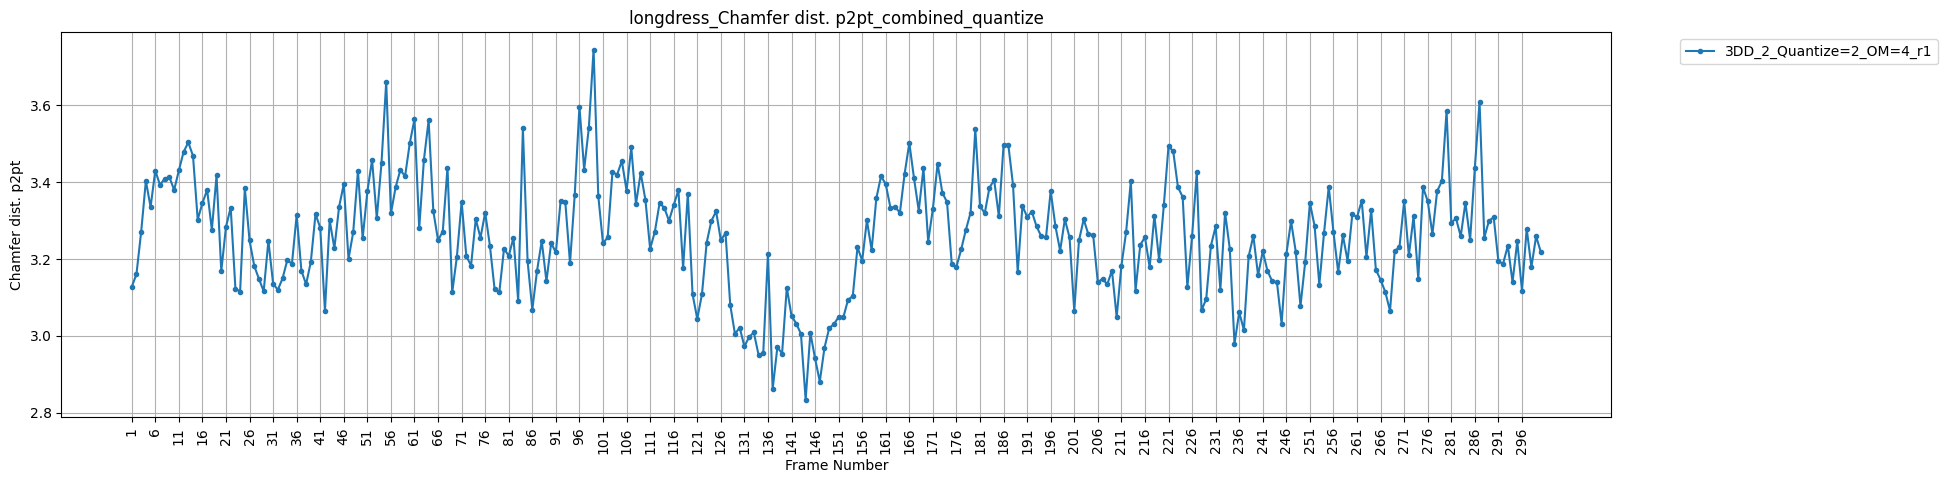 longdress_Chamfer dist. p2pt_combined_quantize
3DD_2_Quantize=2_OM=4_r1
Chamfer dist. p2pt
3.6
3.4
3.2
3.0
2.8
1 6 11 16 21 26 31 36 41 46 51 56 61 66 71 76 81 86 91 96 101 106 111 116 121 126 131 136 141 146 151 156 161 166 171 176 181 186 191 196 201 206 211 216 221 226 231 236 241 246 251 256 261 266 271 276 281 286 291 296
Frame Number